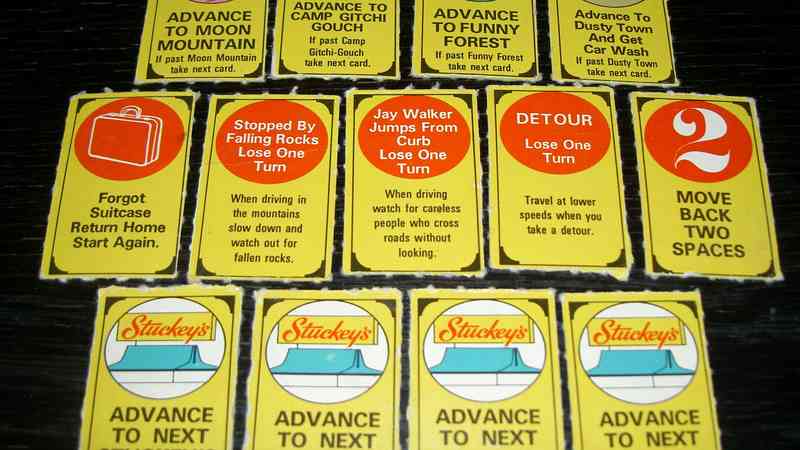 ADVANCE
TO MOON
MOUNTAIN
If past Moon Mountain
take next card.
ADVANCE TO
CAMP GITCHI
GOUCH
If past Camp
Gitchi-Gouch
take next card.
ADVANCE
TO FUNNY
FOREST
If past Funny Forest
take next card.
Advance To
Dusty Town
And Get
Car Wash
If past Dusty Town
take next card.
Forgot
Suitcase
Return Home
Start Again.
Stopped By
Falling Rocks
Lose One
Turn
When driving in
the mountains
slow down and
watch out for
fallen rocks.
Jay Walker
Jumps From
Curb
Lose One
Turn
When driving
watch for careless
people who cross
roads without
looking.
DETOUR
Lose One
Turn
Travel at lower
speeds when you
take a detour.
2
MOVE
BACK
TWO
SPACES
Stuckey's
ADVANCE
TO NEXT
Stuckey's
ADVANCE
TO NEXT
Stuckey's
ADVANCE
TO NEXT
Stuckey's
ADVANCE
TO NEXT